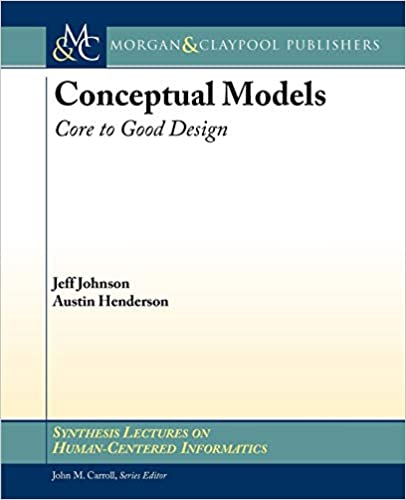 M
&C
MORGAN&CLAYPOOL PUBLISHERS
Conceptual Models
Core to Good Design
Jeff Johnson
Austin Henderson
SYNTHESIS LECTURES ON
HUMAN-CENTERED INFORMATICS
John M. Carroll, Series Editor